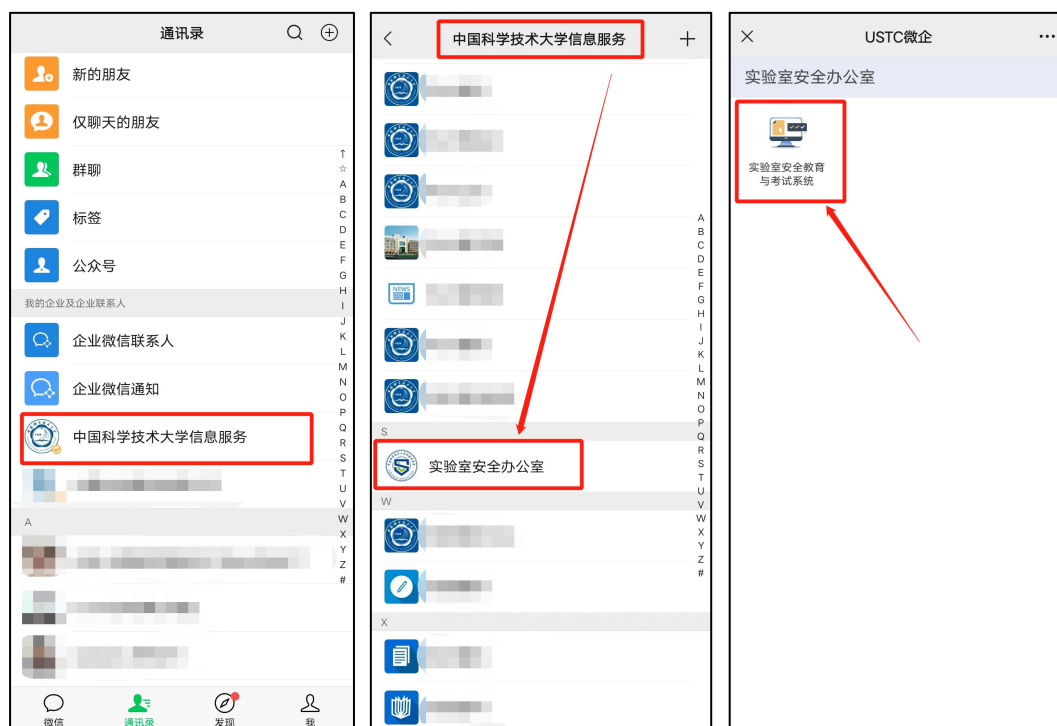 通讯录
新的朋友
仅聊天的朋友
群聊
标签
公众号
我的企业及企业联系人
企业微信联系人
企业微信通知
中国科学技术大学信息服务
A
↑
☆
A
B
C
D
E
F
G
H
I
J
K
L
M
N
O
P
Q
R
S
T
U
V
W
X
Y
Z
#
微信
通讯录
发现
我
中国科学技术大学信息服务
NEWS
S
实验室安全办公室
W
X
A
B
C
D
E
F
G
H
I
J
K
L
M
N
O
P
Q
R
S
T
U
V
W
X
Y
Z
#
USTC微企
实验室安全办公室
实验室安全教育
与考试系统